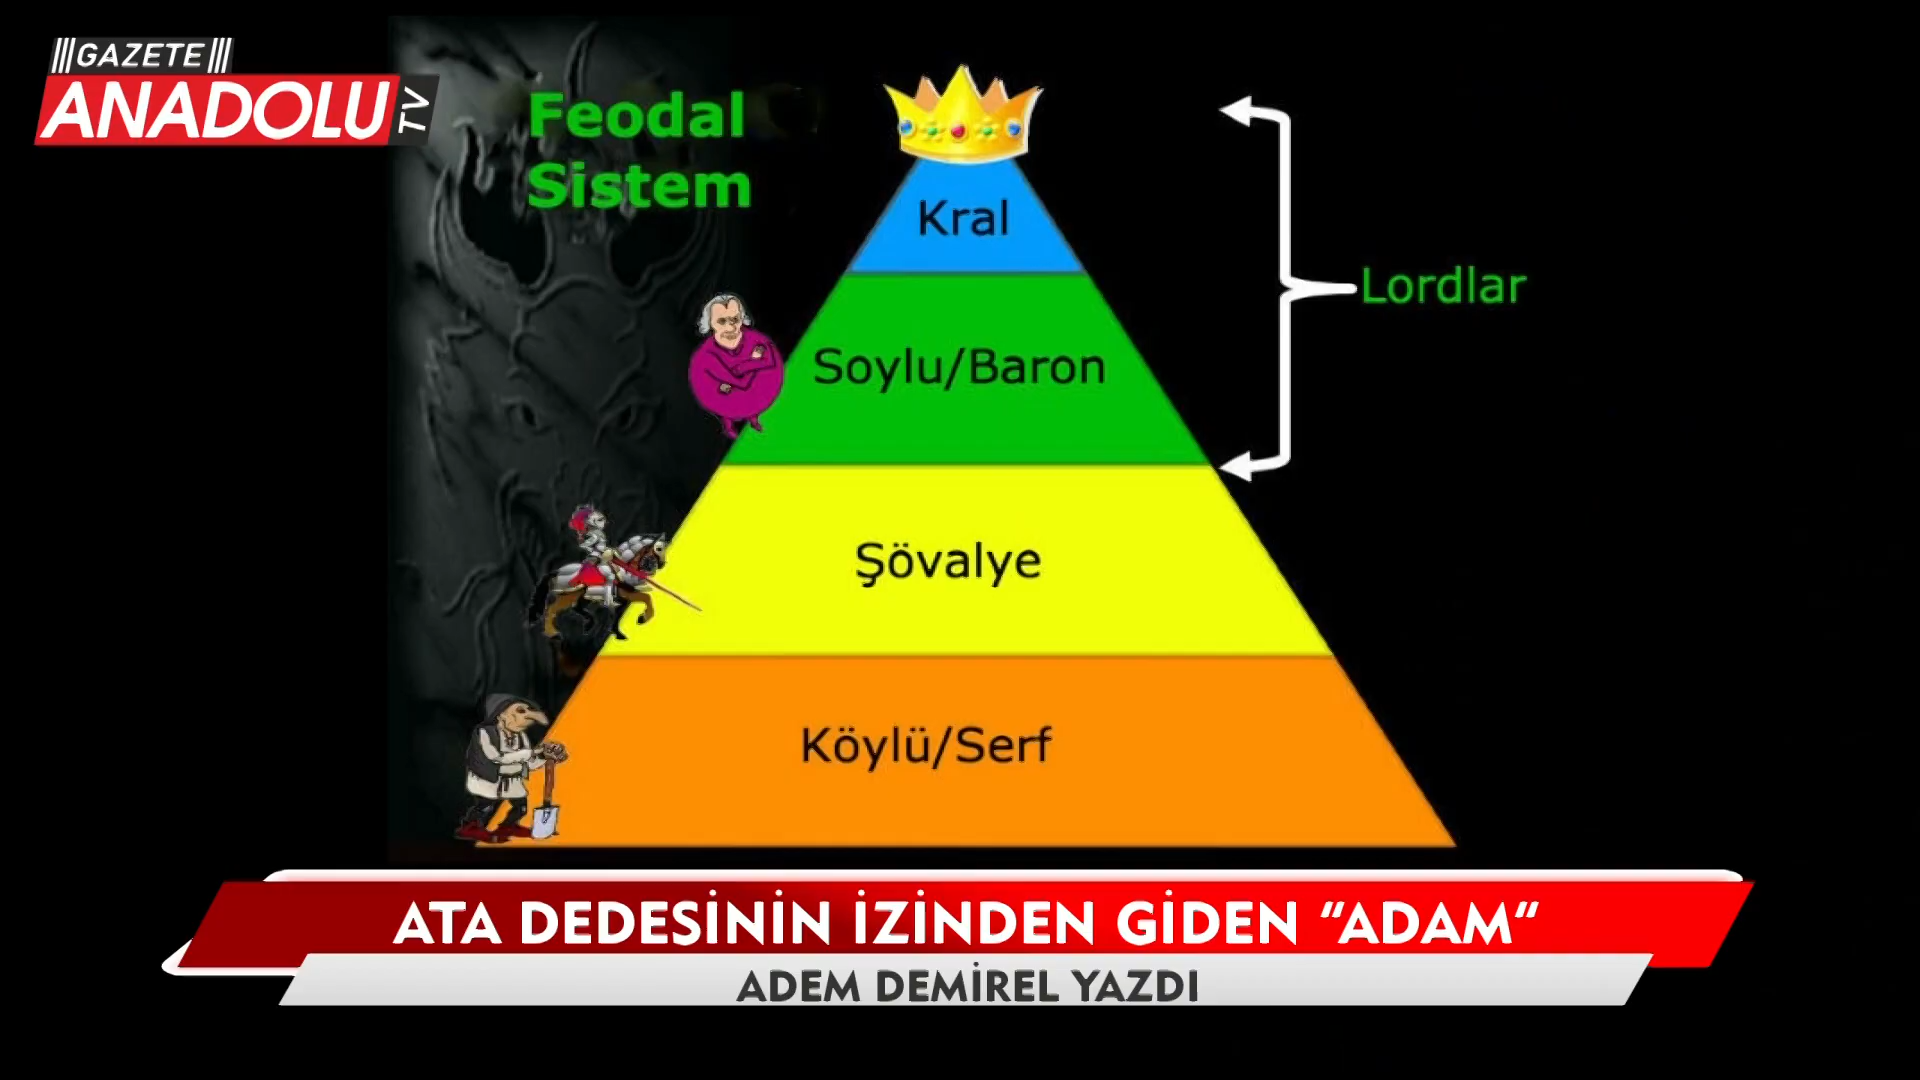 GAZETE
ANADOLU
TV
Feodal
Sistem
Kral
Lordlar
Soylu/Baron
Şövalye
Köylü/Serf
ATA DEDESİNİN İZİNDEN GİDEN “ADAM“
ADEM DEMİREL YAZDI